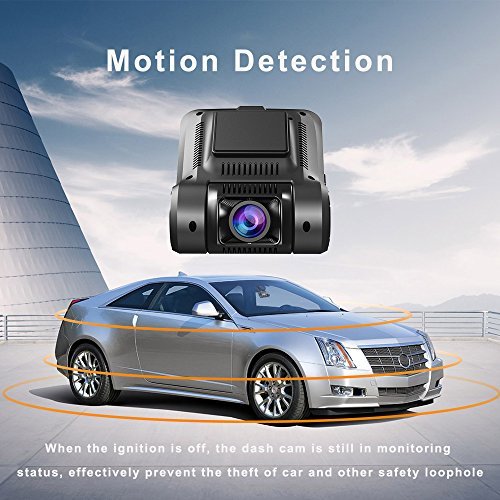 Motion Detection
When the ignition is off, the dash cam is still in monitoring
status, effectively prevent the theft of car and other safety loophole